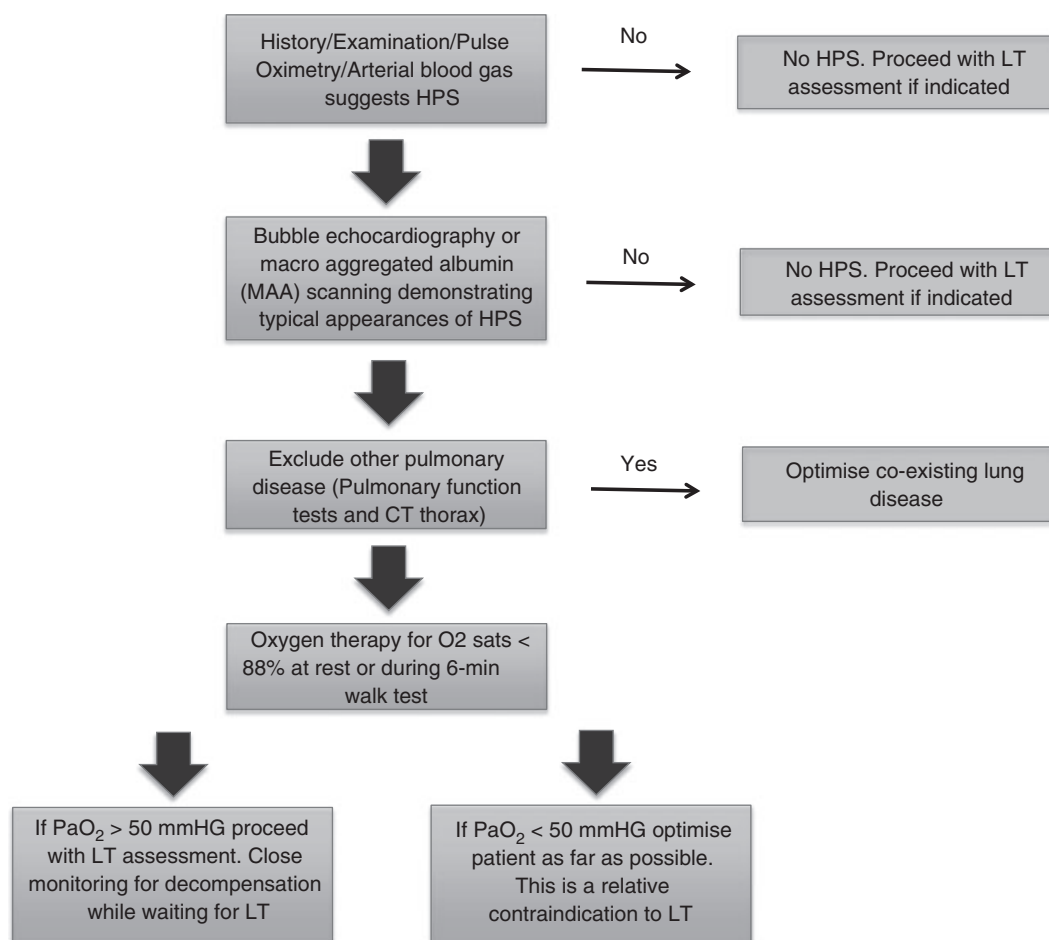 History/Examination/Pulse
Oximetry/Arterial blood gas
suggests HPS
No
No HPS. Proceed with LT
assessment if indicated
Bubble echocardiography or
macro aggregated albumin
(MAA) scanning demonstrating
typical appearances of HPS
No
No HPS. Proceed with LT
assessment if indicated
Exclude other pulmonary
disease (Pulmonary function
tests and CT thorax)
Yes
Optimise co-existing lung
disease
Oxygen therapy for O2 sats <
88% at rest or during 6-min
walk test
If PaO₂ > 50 mmHG proceed
with LT assessment. Close
monitoring for decompensation
while waiting for LT
If PaO₂ < 50 mmHG optimise
patient as far as possible.
This is a relative
contraindication to LT